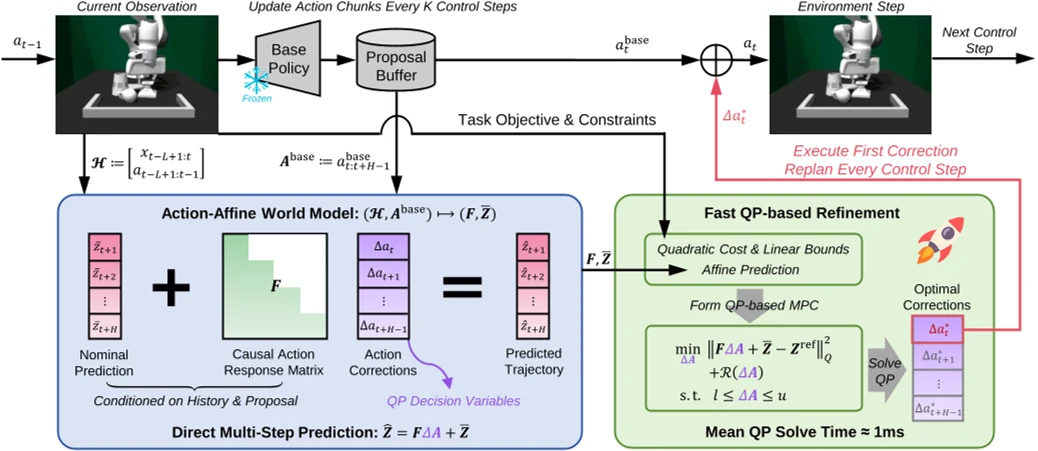 Current Observation
Update Action Chunks Every K Control Steps
Environment Step
a_{t−1}
Base
Policy
Frozen
Proposal
Buffer
a_t^{base}
a_t
Next Control
Step
Δa_t^*
Task Objective & Constraints
𝓗 ≔ [x_{t−L+1:t} a_{t−L+1:t−1}]
A^{base} ≔ a_{t:t+H−1}^{base}
Execute First Correction
Replan Every Control Step
Action-Affine World Model: (𝓗, A^{base}) ↦ (F, Z̄)
z̄_{t+1}
z̄_{t+2}
⋮
z̄_{t+H}
+
F
Δa_t
Δa_{t+1}
⋮
Δa_{t+H−1}
=
ẑ_{t+1}
ẑ_{t+2}
⋮
ẑ_{t+H}
Nominal
Prediction
Causal Action
Response Matrix
Action
Corrections
Predicted
Trajectory
Conditioned on History & Proposal
QP Decision Variables
Direct Multi-Step Prediction: Ẑ = FΔA + Z̄
F, Z̄
Fast QP-based Refinement
Quadratic Cost & Linear Bounds
Affine Prediction
Form QP-based MPC
min_{ΔA} ‖FΔA + Z̄ − Z^{ref}‖_Q^2
+ℛ(ΔA)
s.t. l ≤ ΔA ≤ u
Solve
QP
Optimal
Corrections
Δa_t^*
Δa_{t+1}^*
⋮
Δa_{t+H−1}^*
Mean QP Solve Time ≈ 1ms